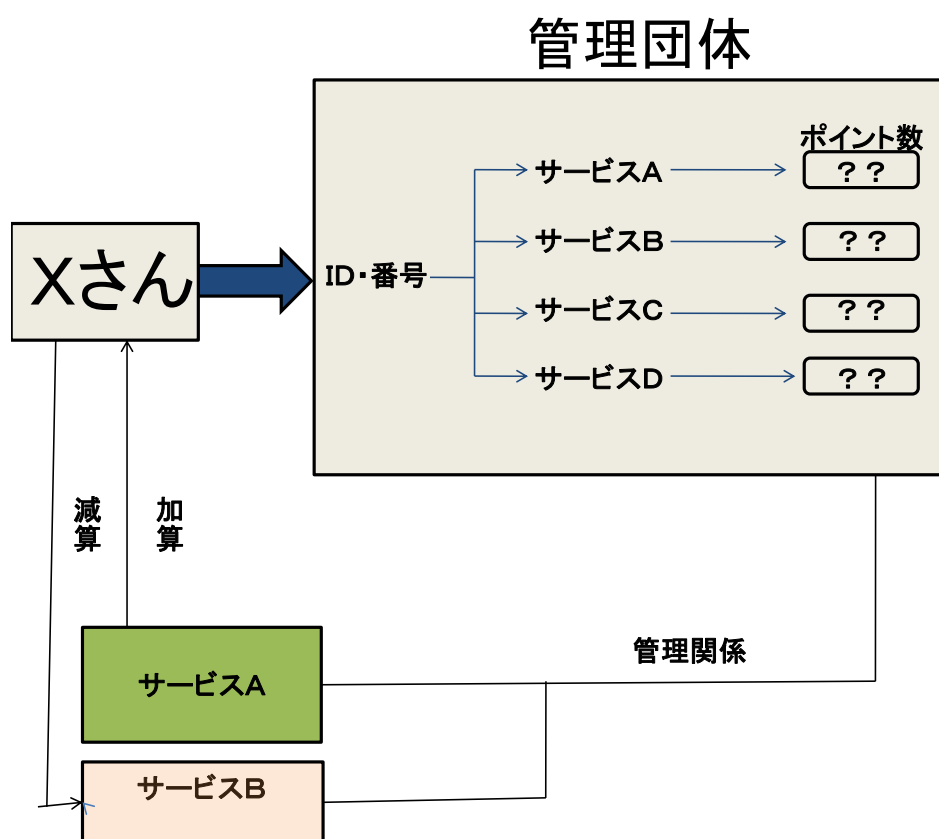 管理団体
ポイント数
サービスA
??
サービスB
??
Xさん
ID・番号
サービスC
??
サービスD
??
減算
加算
管理関係
サービスA
サービスB